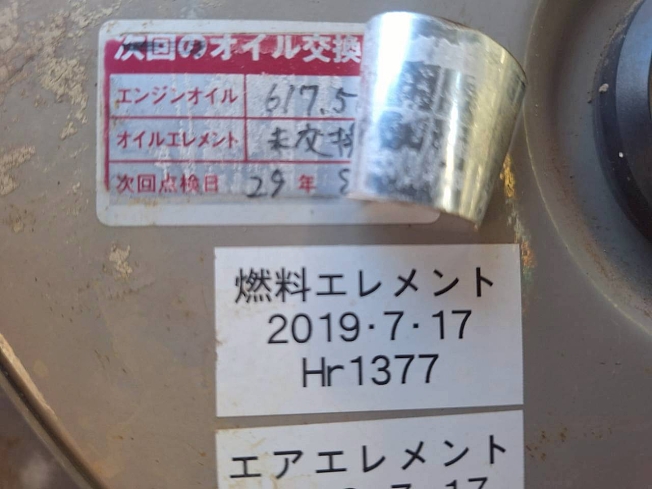 次回のオイル交換
エンジンオイル 617.5
オイルエレメント 未交換
次回点検日 29年
燃料エレメント
2019・7・17
Hr1377
エアエレメント